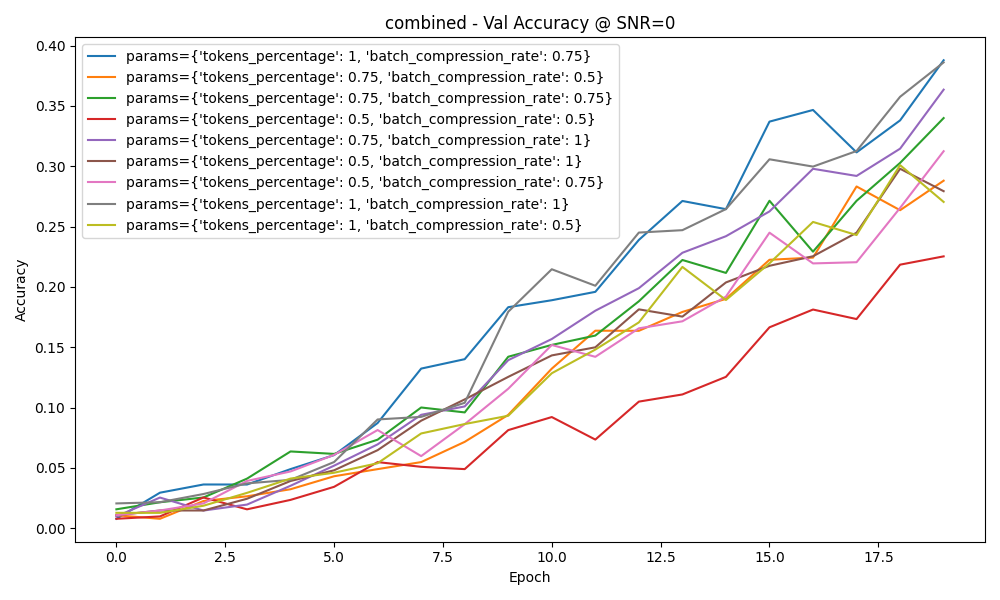 combined - Val Accuracy @ SNR=0
params={'tokens_percentage': 1, 'batch_compression_rate': 0.75}
params={'tokens_percentage': 0.75, 'batch_compression_rate': 0.5}
params={'tokens_percentage': 0.75, 'batch_compression_rate': 0.75}
params={'tokens_percentage': 0.5, 'batch_compression_rate': 0.5}
params={'tokens_percentage': 0.75, 'batch_compression_rate': 1}
params={'tokens_percentage': 0.5, 'batch_compression_rate': 1}
params={'tokens_percentage': 0.5, 'batch_compression_rate': 0.75}
params={'tokens_percentage': 1, 'batch_compression_rate': 1}
params={'tokens_percentage': 1, 'batch_compression_rate': 0.5}
Accuracy
0.40
0.35
0.30
0.25
0.20
0.15
0.10
0.05
0.00
0.0 2.5 5.0 7.5 10.0 12.5 15.0 17.5
Epoch